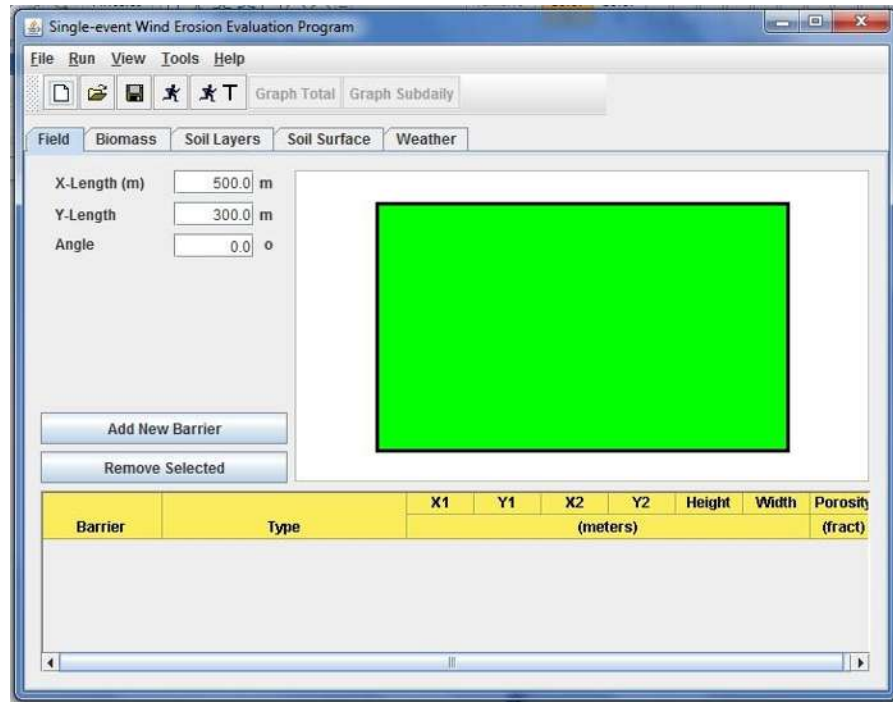 Single-event Wind Erosion Evaluation Program
File Run View Tools Help
T Graph Total Graph Subdaily
Field Biomass Soil Layers Soil Surface Weather
X-Length (m) 500.0 m
Y-Length 300.0 m
Angle 0.0 o
Add New Barrier
Remove Selected
X1 Y1 X2 Y2 Height Width Porosity
Barrier Type (meters) (fract)